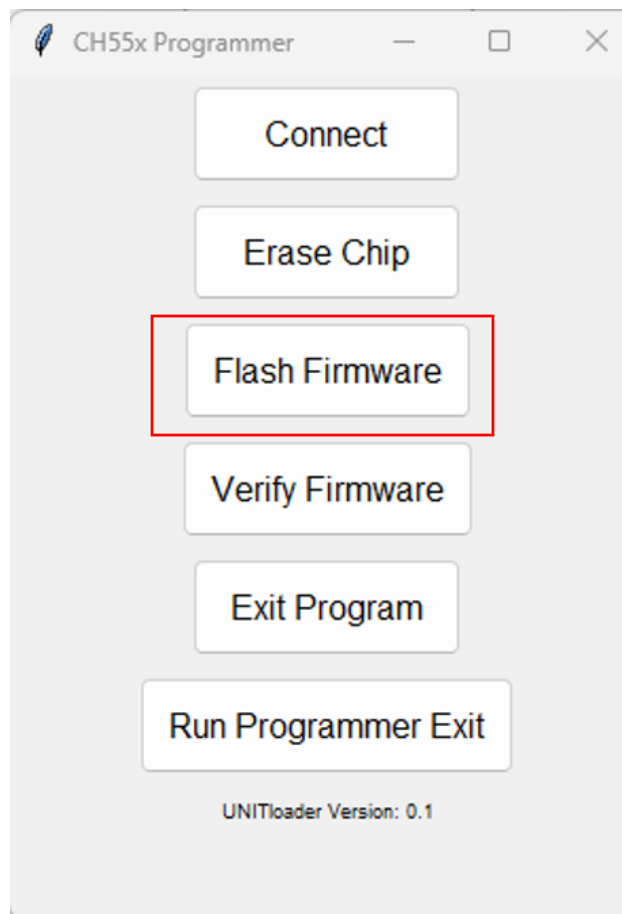 CH55x Programmer
Connect
Erase Chip
Flash Firmware
Verify Firmware
Exit Program
Run Programmer Exit
UNITloader Version: 0.1